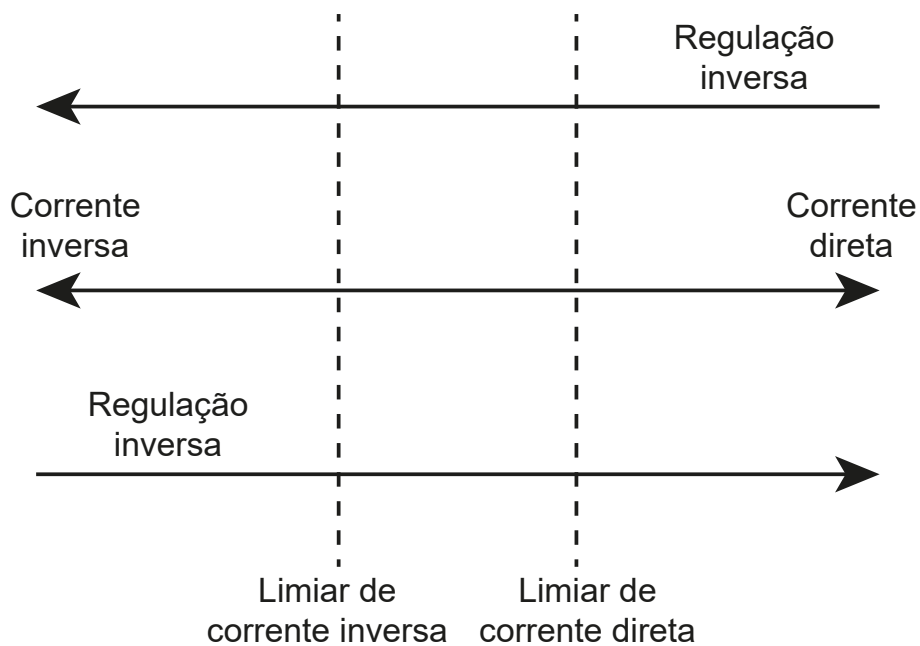 Regulação
inversa
Corrente
inversa
Corrente
direta
Regulação
inversa
Limiar de
corrente inversa
Limiar de
corrente direta